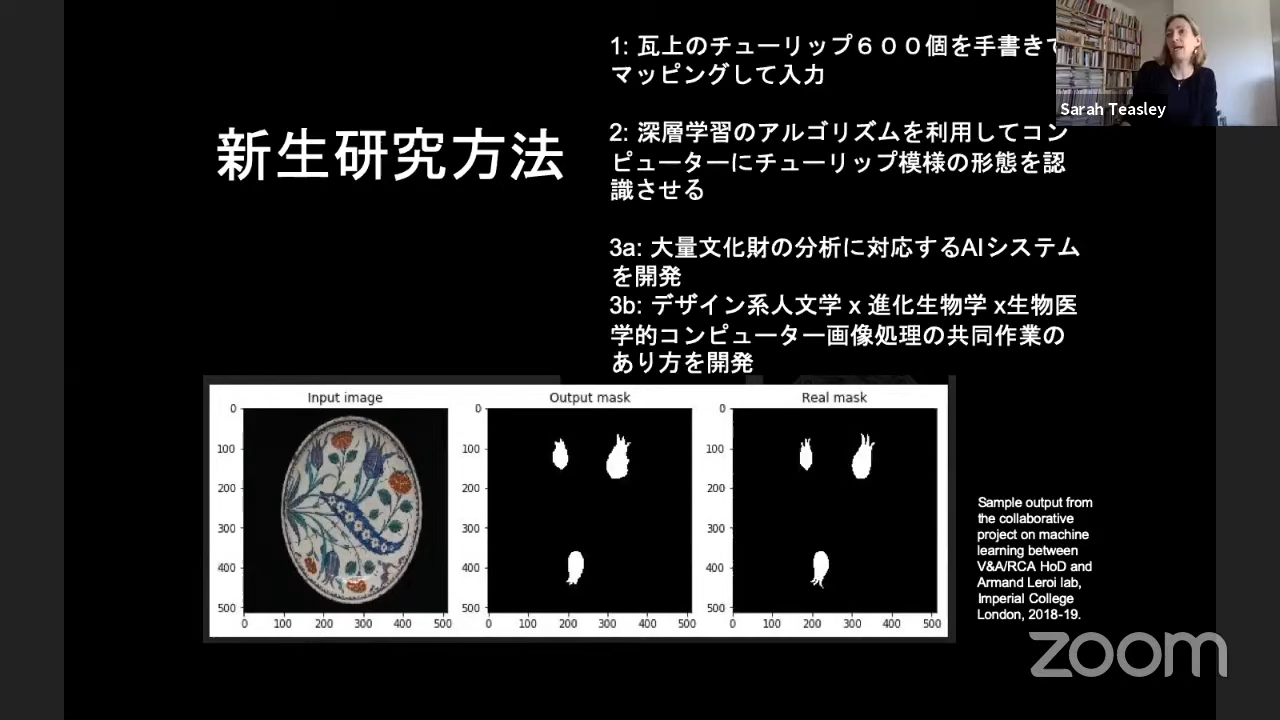 新生研究方法
1: 瓦上のチューリップ６００個を手書きで
マッピングして入力
2: 深層学習のアルゴリズムを利用してコン
ピューターにチューリップ模様の形態を認
識させる
3a: 大量文化財の分析に対応するAIシステム
を開発
3b: デザイン系人文学 x 進化生物学 x生物医
学的コンピューター画像処理の共同作業の
あり方を開発
Sarah Teasley
Input image
0
100
200
300
400
500
0 100 200 300 400 500
Output mask
0
100
200
300
400
500
0 100 200 300 400 500
Real mask
0
100
200
300
400
500
0 100 200 300 400 500
Sample output from
the collaborative
project on machine
learning between
V&A/RCA HoD and
Armand Leroi lab,
Imperial College
London, 2018-19.
zoom